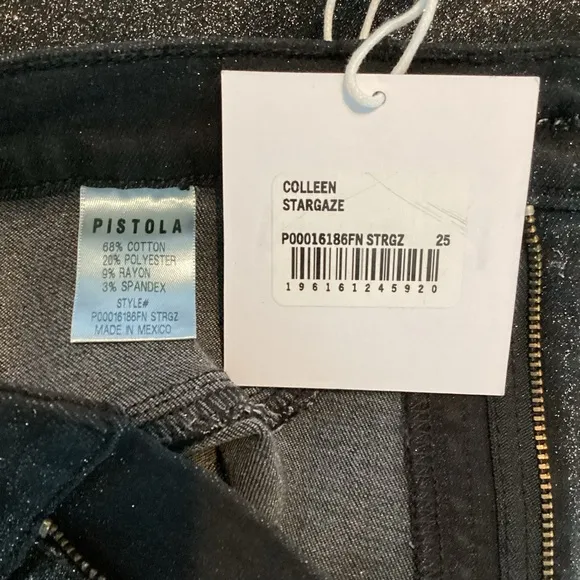 PISTOLA
68% COTTON
20% POLYESTER
9% RAYON
3% SPANDEX
STYLE#
P00016186FN STRGZ
MADE IN MEXICO
COLLEEN
STARGAZE
P00016186FN STRGZ 25
196161245920